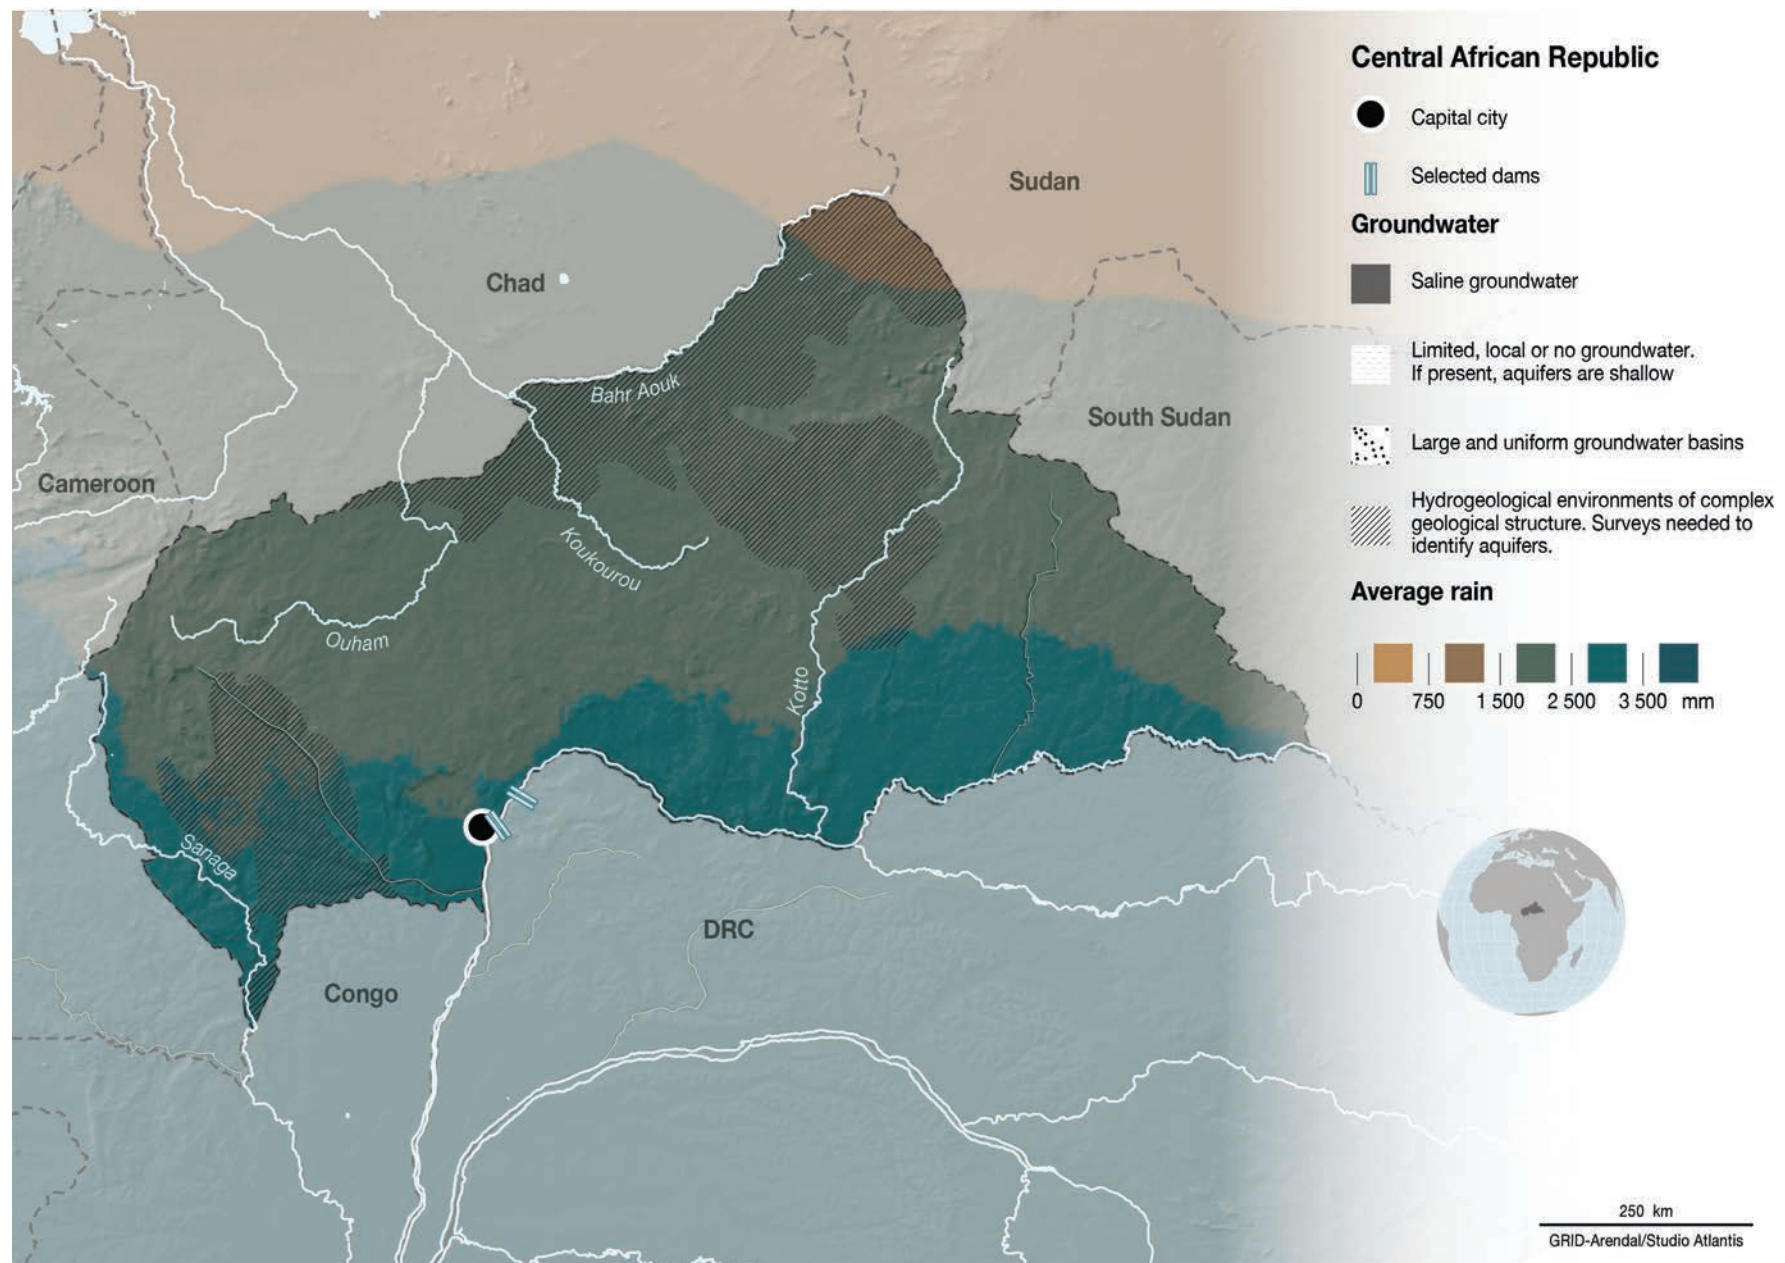 Central African Republic
Capital city
Selected dams
Groundwater
Saline groundwater
Limited, local or no groundwater.
If present, aquifers are shallow
Large and uniform groundwater basins
Hydrogeological environments of complex
geological structure. Surveys needed to
identify aquifers.
Average rain
0 750 1 500 2 500 3 500 mm
Sudan
Chad
Bahr Aouk
South Sudan
Cameroon
Koukourou
Ouham
Kotto
Sanaga
DRC
Congo
250 km
GRID-Arendal/Studio Atlantis